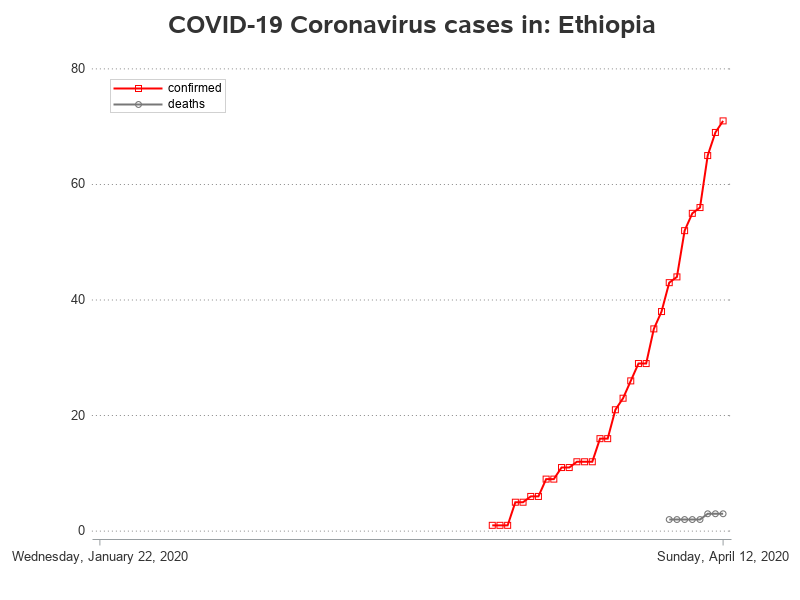 COVID-19 Coronavirus cases in: Ethiopia
80
confirmed
deaths
60
40
20
0
Wednesday, January 22, 2020
Sunday, April 12, 2020